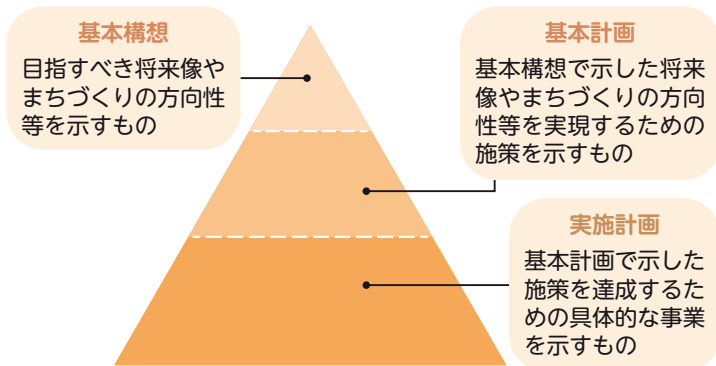 基本構想
目指すべき将来像や
まちづくりの方向性
等を示すもの
基本計画
基本構想で示した将来
像やまちづくりの方向
性等を実現するための
施策を示すもの
実施計画
基本計画で示した
施策を達成するた
めの具体的な事業
を示すもの